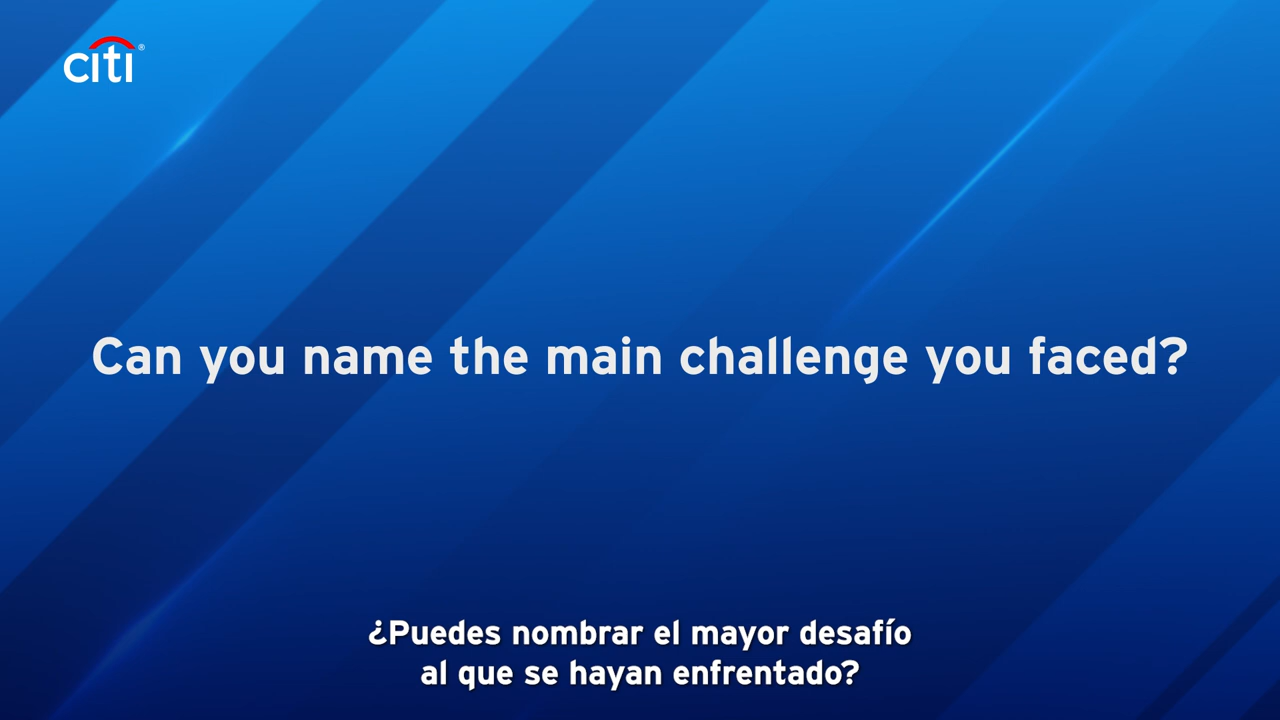 citi®
Can you name the main challenge you faced?
¿Puedes nombrar el mayor desafío
al que se hayan enfrentado?